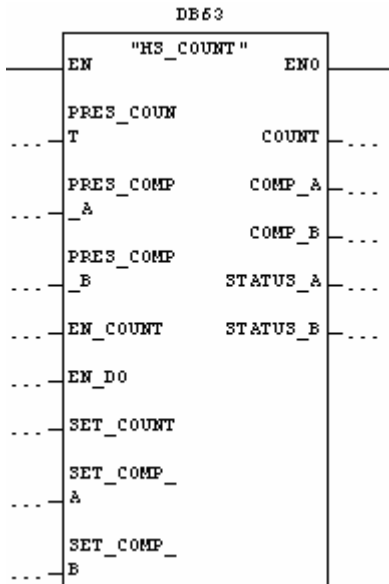 DB63
"HS_COUNT"
EN ENO
PRES_COUN
T COUNT
PRES_COMP COMP_A
_A
COMP_B
PRES_COMP
_B STATUS_A
EN_COUNT STATUS_B
EN_DO
SET_COUNT
SET_COMP_
A
SET_COMP_
B